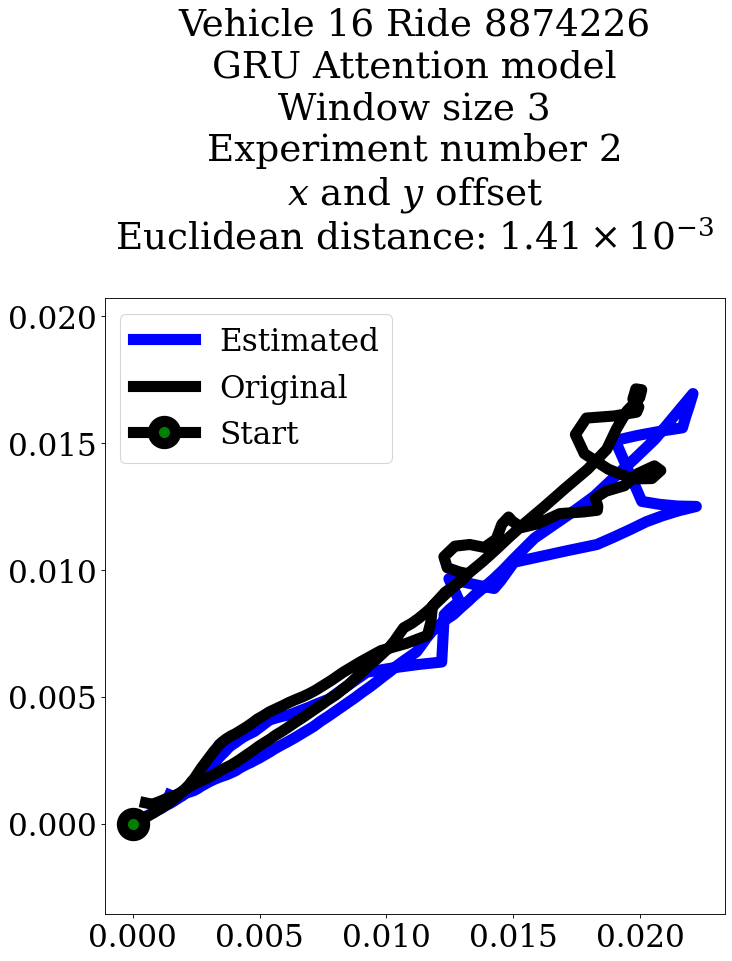 Vehicle 16 Ride 8874226
GRU Attention model
Window size 3
Experiment number 2
x and y offset
Euclidean distance: 1.41 × 10⁻³
Estimated
Original
Start
0.020
0.015
0.010
0.005
0.000
0.000 0.005 0.010 0.015 0.020